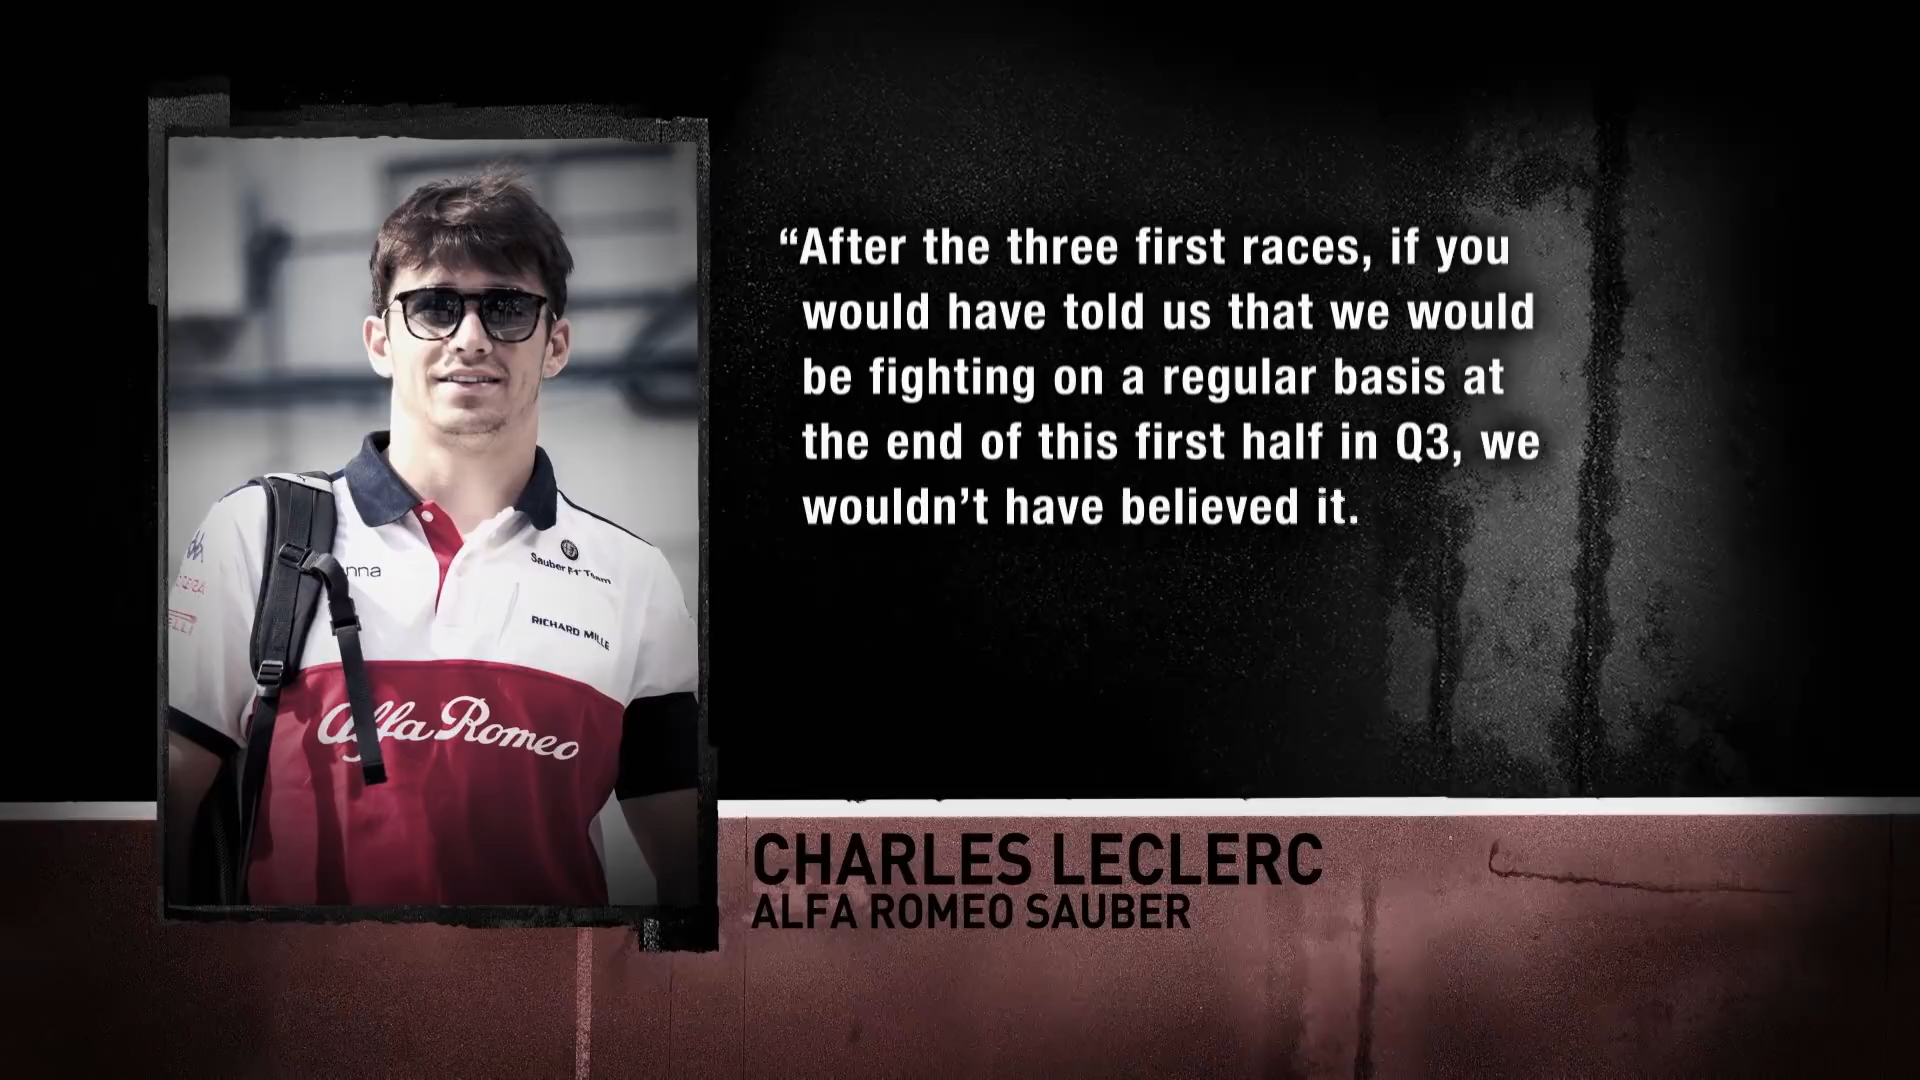 “After the three first races, if you
would have told us that we would
be fighting on a regular basis at
the end of this first half in Q3, we
wouldn’t have believed it.
Sauber F1 Team
RICHARD MILLE
Alfa Romeo
CHARLES LECLERC
ALFA ROMEO SAUBER